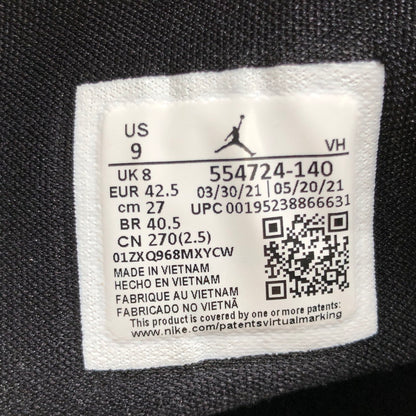 US
9
VH
UK 8
554724-140
EUR 42.5
03/30/21 | 05/20/21
cm 27
UPC 00195238866631
BR 40.5
CN 270(2.5)
01ZXQ968MXYCW
MADE IN VIETNAM
HECHO EN VIETNAM
FABRIQUE AU VIETNAM
FABRICADO NO VIETNÃ
This product is covered by one or more patents.
www.nike.com/patentsvirtualmarking